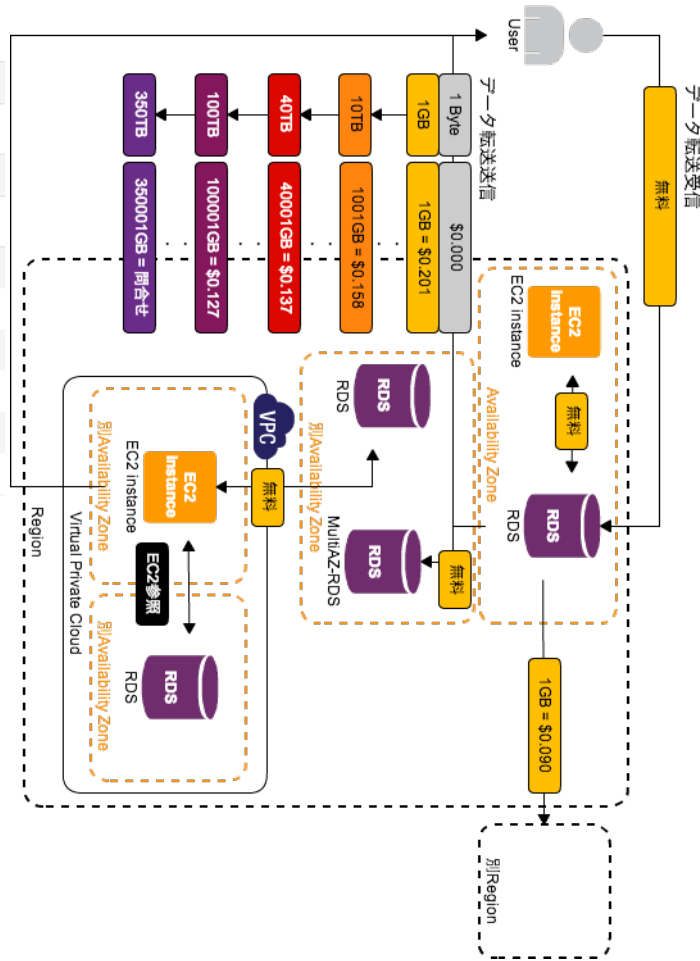 データ転送受信
無料
User
データ転送送信
1 Byte
$0.000
1GB
1GB = $0.201
10TB
1001GB = $0.158
40TB
40001GB = $0.137
100TB
100001GB = $0.127
350TB
350001GB = 問合せ
EC2
Instance
EC2 instance
無料
RDS
RDS
Availability Zone
1GB = $0.090
別Region
RDS
RDS
別Availability Zone
無料
RDS
MultiAZ-RDS
VPC
無料
EC2
Instance
EC2 instance
別Availability Zone
EC2参照
RDS
RDS
別Availability Zone
Virtual Private Cloud
Region